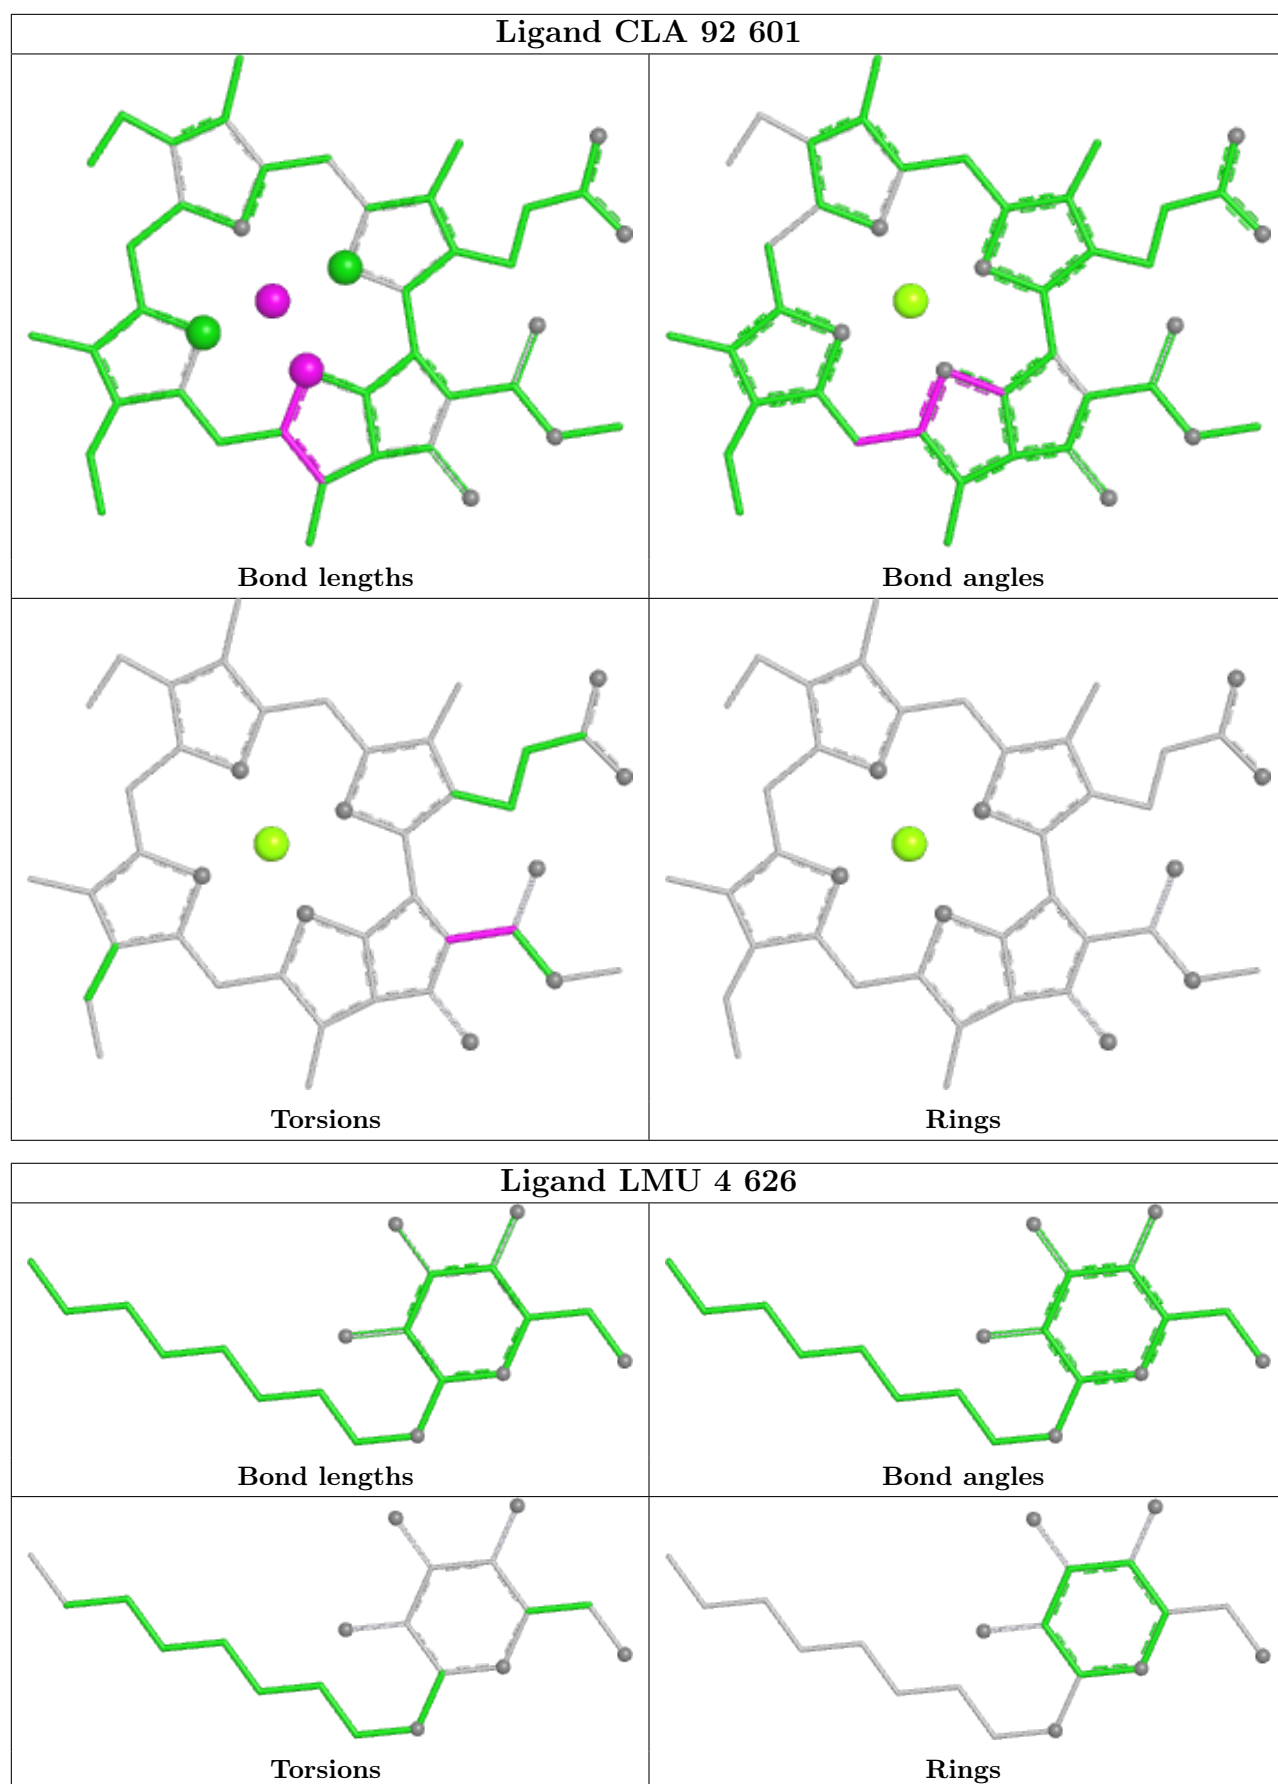 Ligand CLA 92 601
Bond lengths
Bond angles
Torsions
Rings
Ligand LMU 4 626
Bond lengths
Bond angles
Torsions
Rings